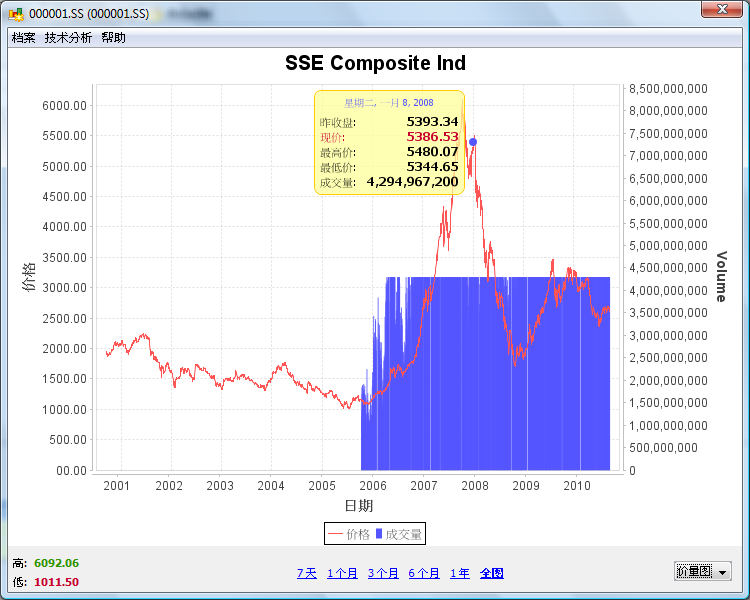 000001.SS (000001.SS)
档案 技术分析 帮助
SSE Composite Ind
星期二, 一月 8, 2008
昨收盘: 5393.34
现价: 5386.53
最高价: 5480.07
最低价: 5344.65
成交量: 4,294,967,200
6000.00
5500.00
5000.00
4500.00
4000.00
3500.00
3000.00
2500.00
2000.00
1500.00
1000.00
500.00
00.00
价格
8,500,000,000
8,000,000,000
7,500,000,000
7,000,000,000
6,500,000,000
6,000,000,000
5,500,000,000
5,000,000,000
4,500,000,000
4,000,000,000
3,500,000,000
3,000,000,000
2,500,000,000
2,000,000,000
1,500,000,000
1,000,000,000
500,000,000
0
Volume
2001 2002 2003 2004 2005 2006 2007 2008 2009 2010
日期
价格 成交量
高: 6092.06
低: 1011.50
7天 1个月 3个月 6个月 1年 全图
价量图